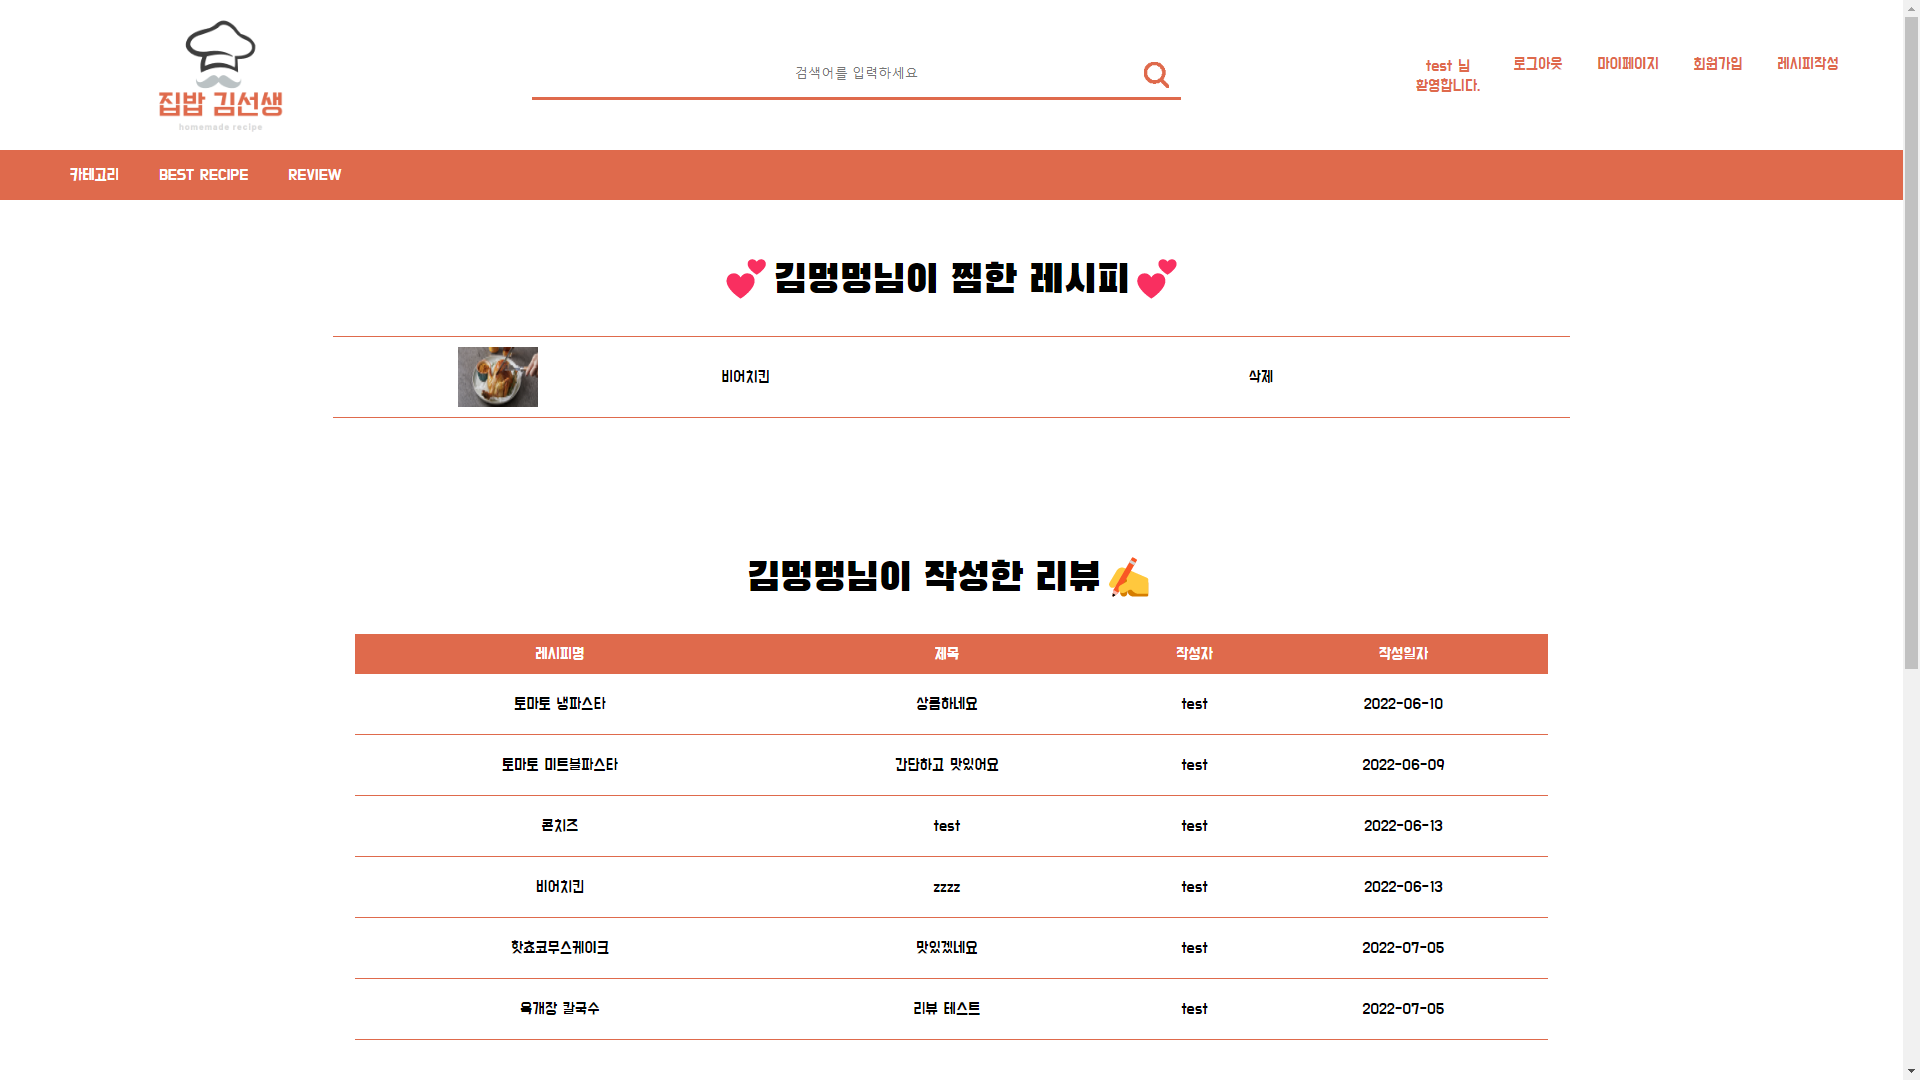 집밥 김선생
homemade recipe
검색어를 입력하세요
test 님
환영합니다.
로그아웃
마이페이지
회원가입
레시피작성
카테고리 BEST RECIPE REVIEW
💕김멍멍님이 찜한 레시피💕
비어치킨 삭제
김멍멍님이 작성한 리뷰✍
레시피명 제목 작성자 작성일자
토마토 냉파스타 상큼하네요 test 2022-06-10
토마토 미트볼파스타 간단하고 맛있어요 test 2022-06-09
콘치즈 test test 2022-06-13
비어치킨 zzzz test 2022-06-13
핫쵸코무스케이크 맛있겠네요 test 2022-07-05
육개장 칼국수 리뷰 테스트 test 2022-07-05